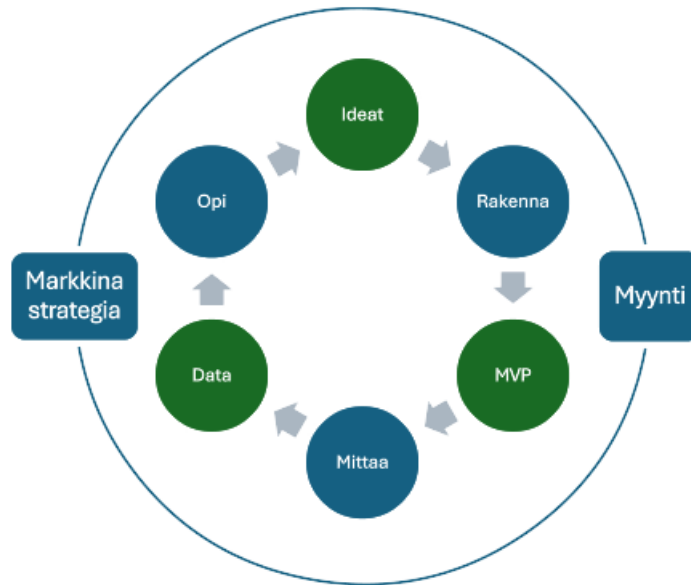 Ideat
Opi
Rakenna
Markkina
strategia
Myynti
Data
MVP
Mittaa